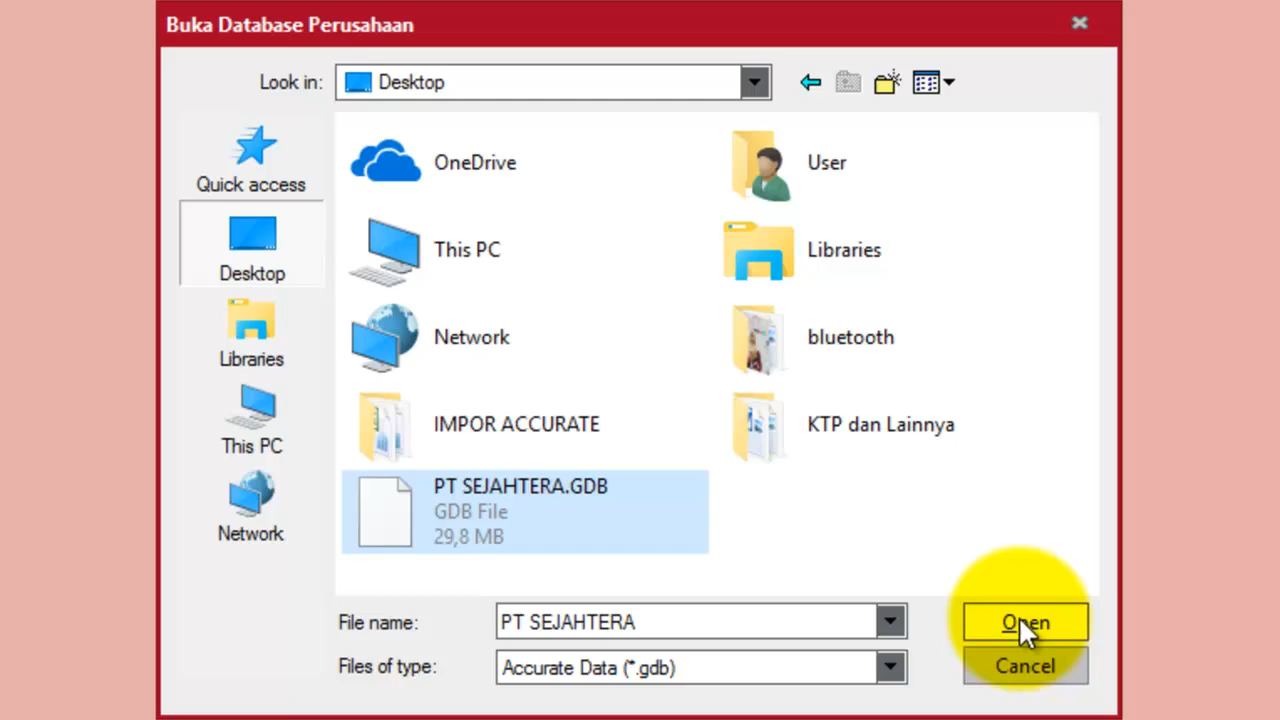 Buka Database Perusahaan
Look in:
Desktop
Quick access
Desktop
Libraries
This PC
Network
OneDrive
User
This PC
Libraries
Network
bluetooth
IMPOR ACCURATE
KTP dan Lainnya
PT SEJAHTERA.GDB
GDB File
29,8 MB
File name:
PT SEJAHTERA
Open
Files of type:
Accurate Data (*.gdb)
Cancel